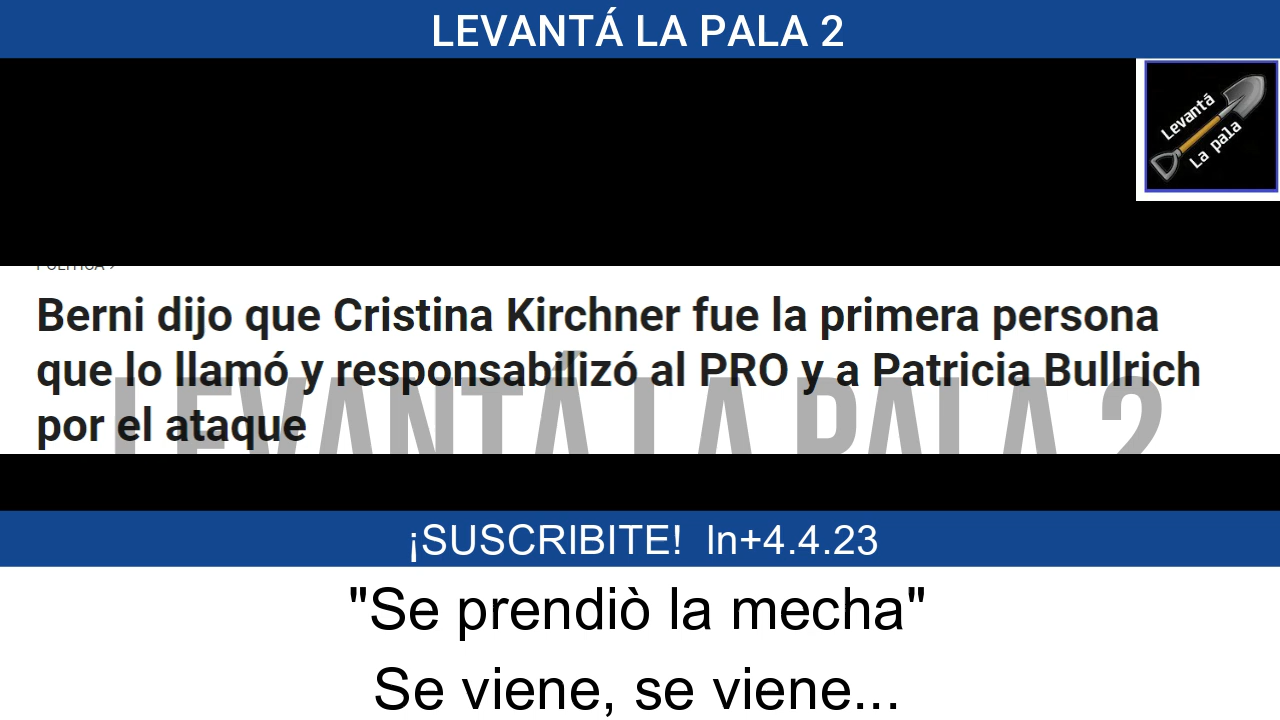 LEVANTÁ LA PALA 2
Levantá
La pala
POLÍTICA
Berni dijo que Cristina Kirchner fue la primera persona
que lo llamó y responsabilizó al PRO y a Patricia Bullrich
por el ataque
LEVANTÁ LA PALA 2
¡SUSCRIBITE! ln+4.4.23
"Se prendiò la mecha"
Se viene, se viene...